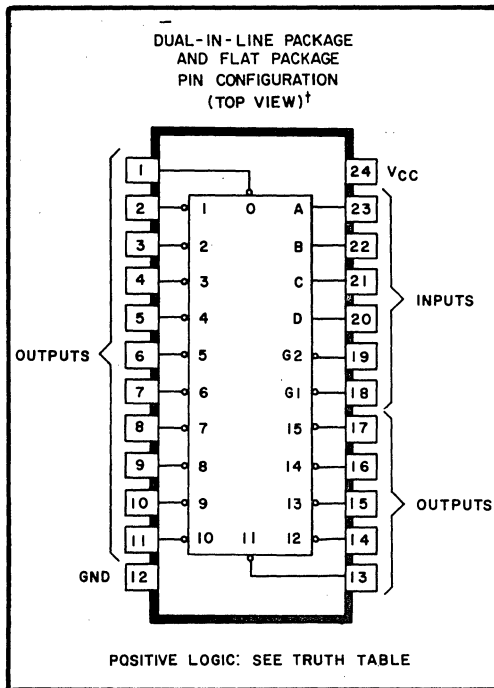 DUAL-IN-LINE PACKAGE
AND FLAT PACKAGE
PIN CONFIGURATION
(TOP VIEW)†
1 24 VCC
2 1 0 A 23
3 2 B 22
4 3 C 21
5 4 D 20
6 5 G2 19
7 6 G1 18
8 7 15 17
9 8 14 16
10 9 13 15
11 10 11 12 14
GND 12 13
OUTPUTS
INPUTS
OUTPUTS
POSITIVE LOGIC: SEE TRUTH TABLE